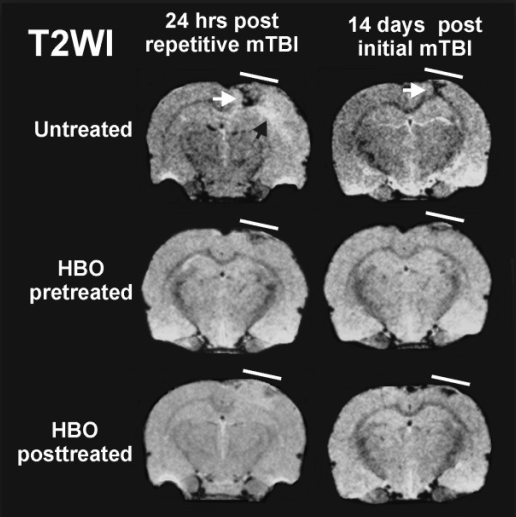 T2WI
24 hrs post
repetitive mTBI
14 days post
initial mTBI
Untreated
HBO
pretreated
HBO
posttreated